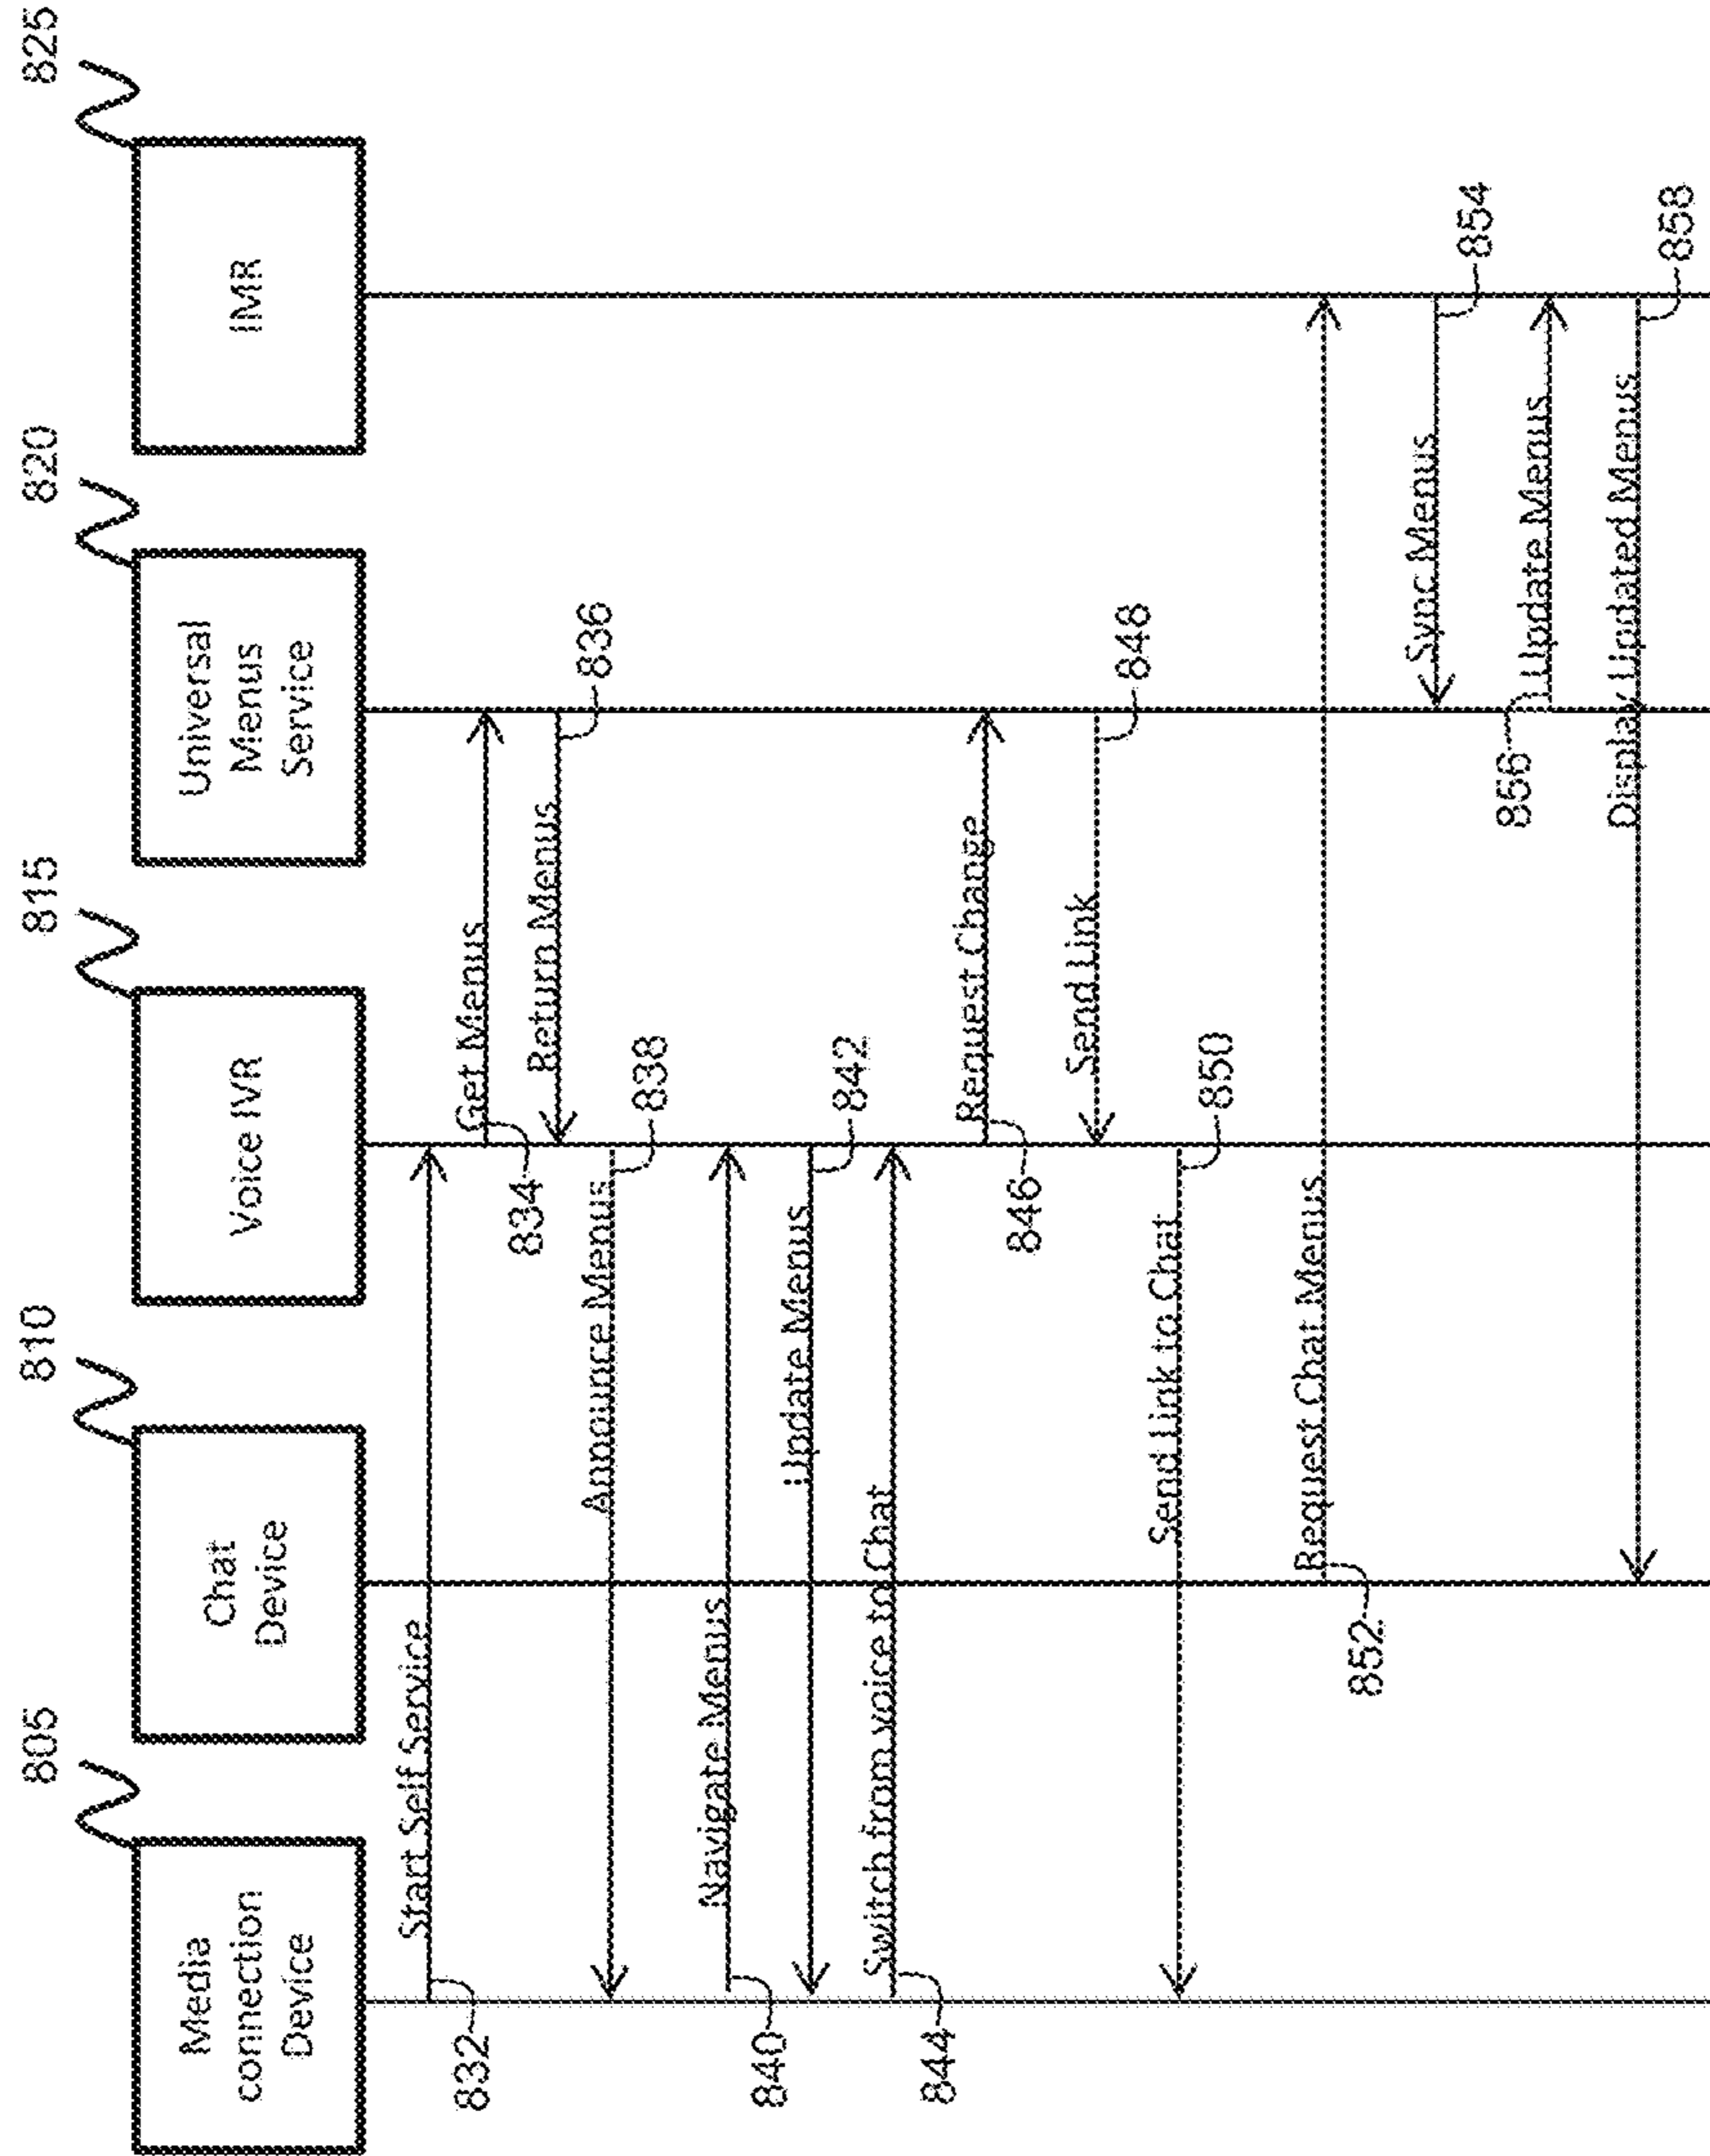 805
810
815
820
825
Media
connection
Device
Chat
Device
Voice IVR
Universal
Menus
Service
IMR
Start Self Service
832
Get Menus
834
Return Menus
836
Announce Menus
838
Navigate Menus
840
Update Menus
842
Switch from voice to Chat
844
Request Change
846
Send Link
848
Send Link to Chat
850
Request Chat Menus
852
Sync Menus
854
Update Menus
856
Display Updated Menus
858